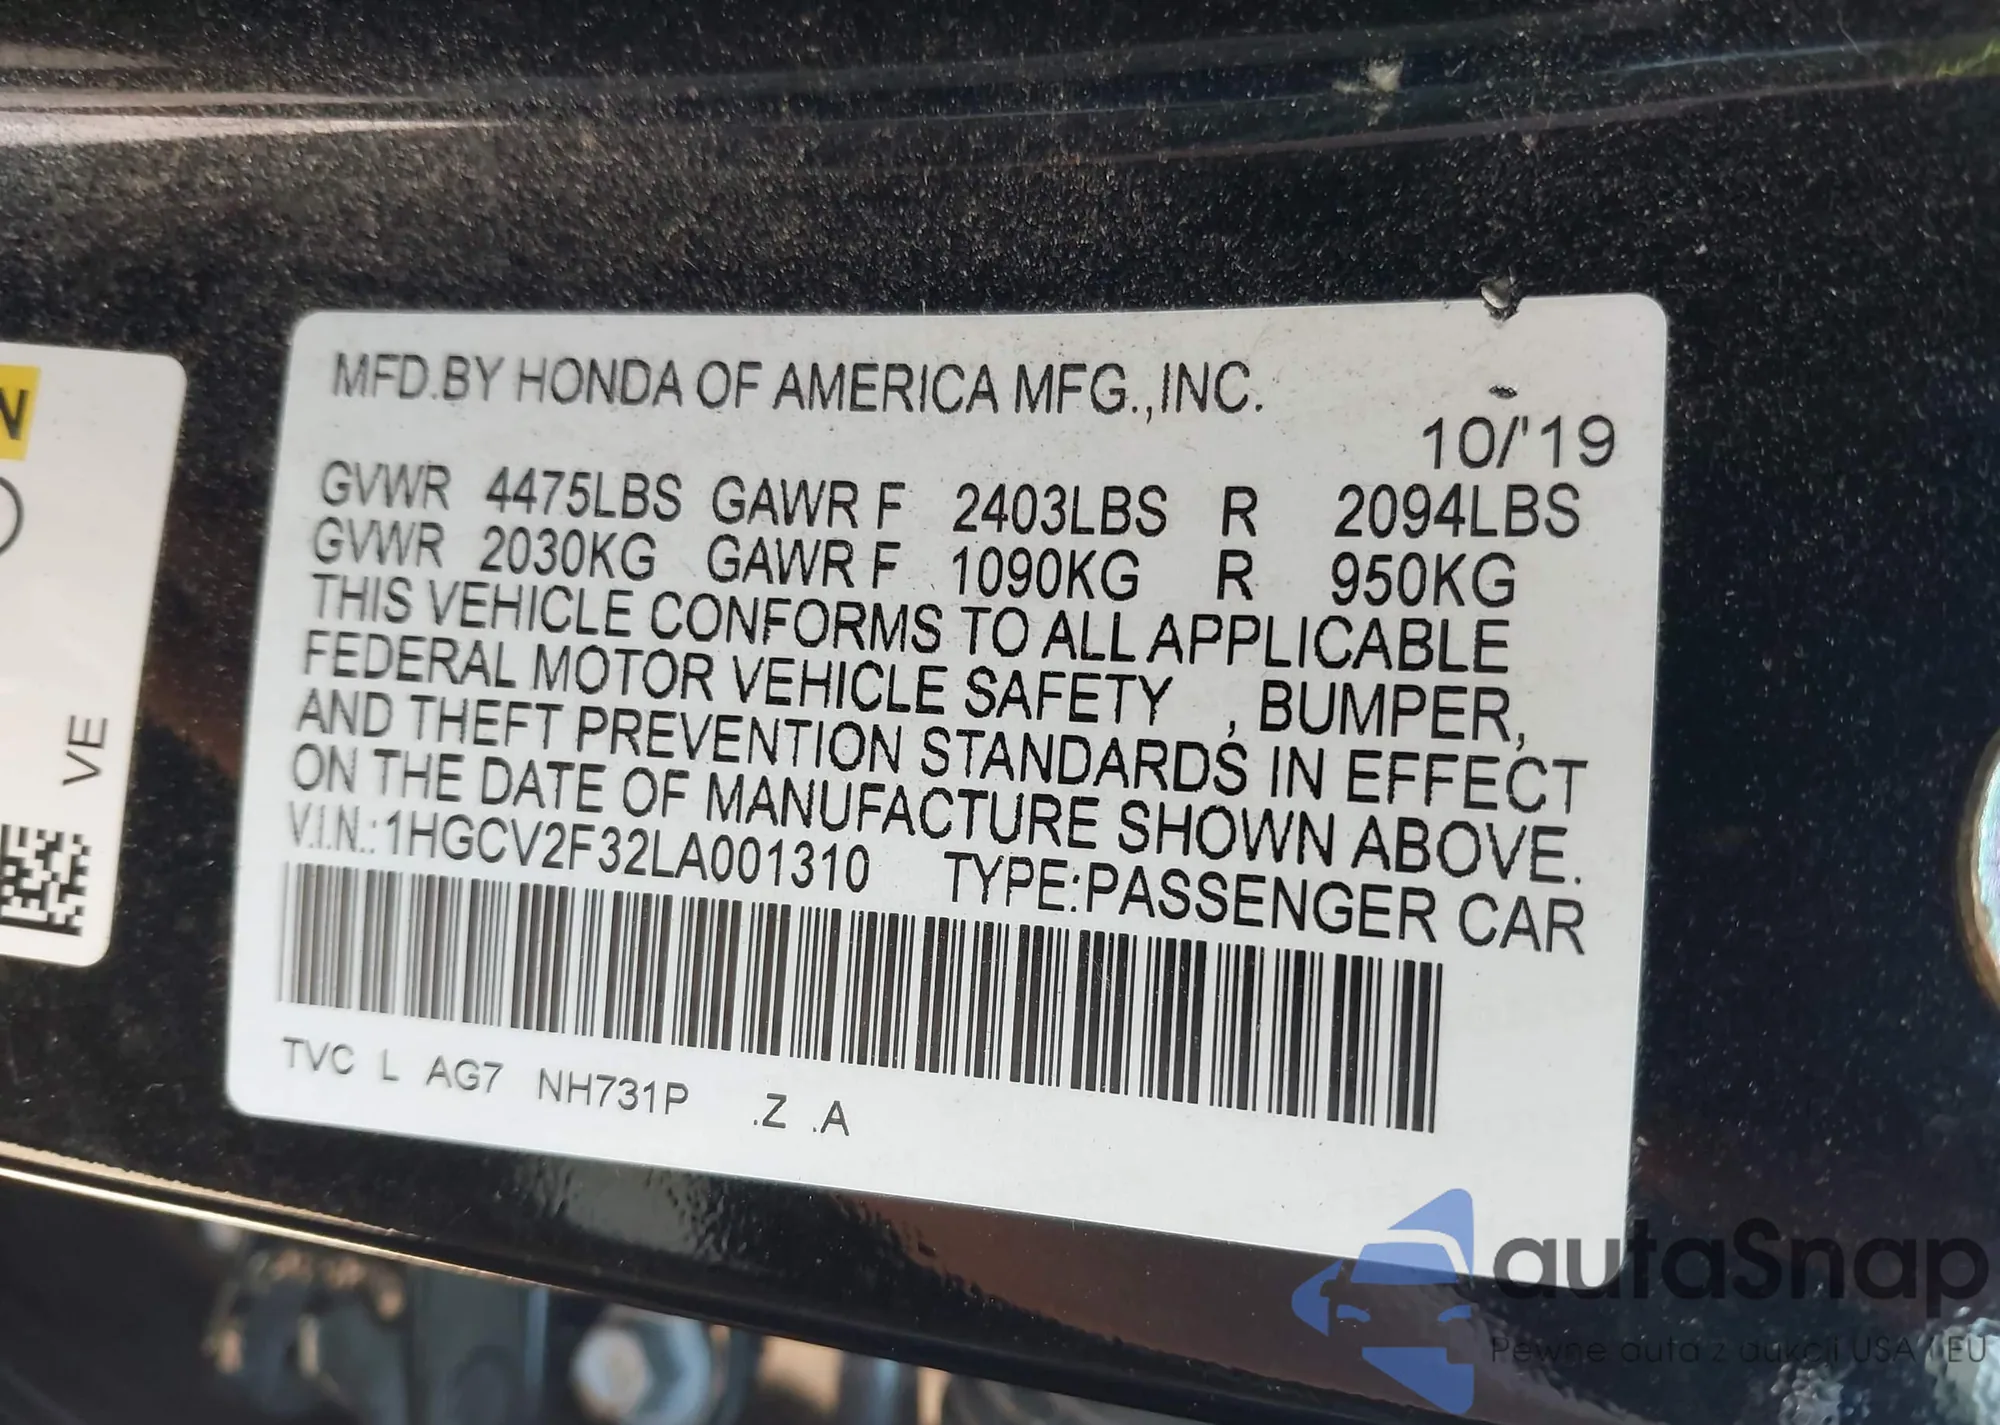 MFD.BY HONDA OF AMERICA MFG.,INC.
10/'19
GVWR 4475LBS GAWR F 2403LBS R 2094LBS
GVWR 2030KG GAWR F 1090KG R 950KG
THIS VEHICLE CONFORMS TO ALL APPLICABLE
FEDERAL MOTOR VEHICLE SAFETY , BUMPER,
AND THEFT PREVENTION STANDARDS IN EFFECT
ON THE DATE OF MANUFACTURE SHOWN ABOVE.
V.I.N.: 1HGCV2F32LA001310 TYPE:PASSENGER CAR
TVC L AG7 NH731P .Z .A
N
VE
autaSnap
Pewne auta z aukcji USA / EU